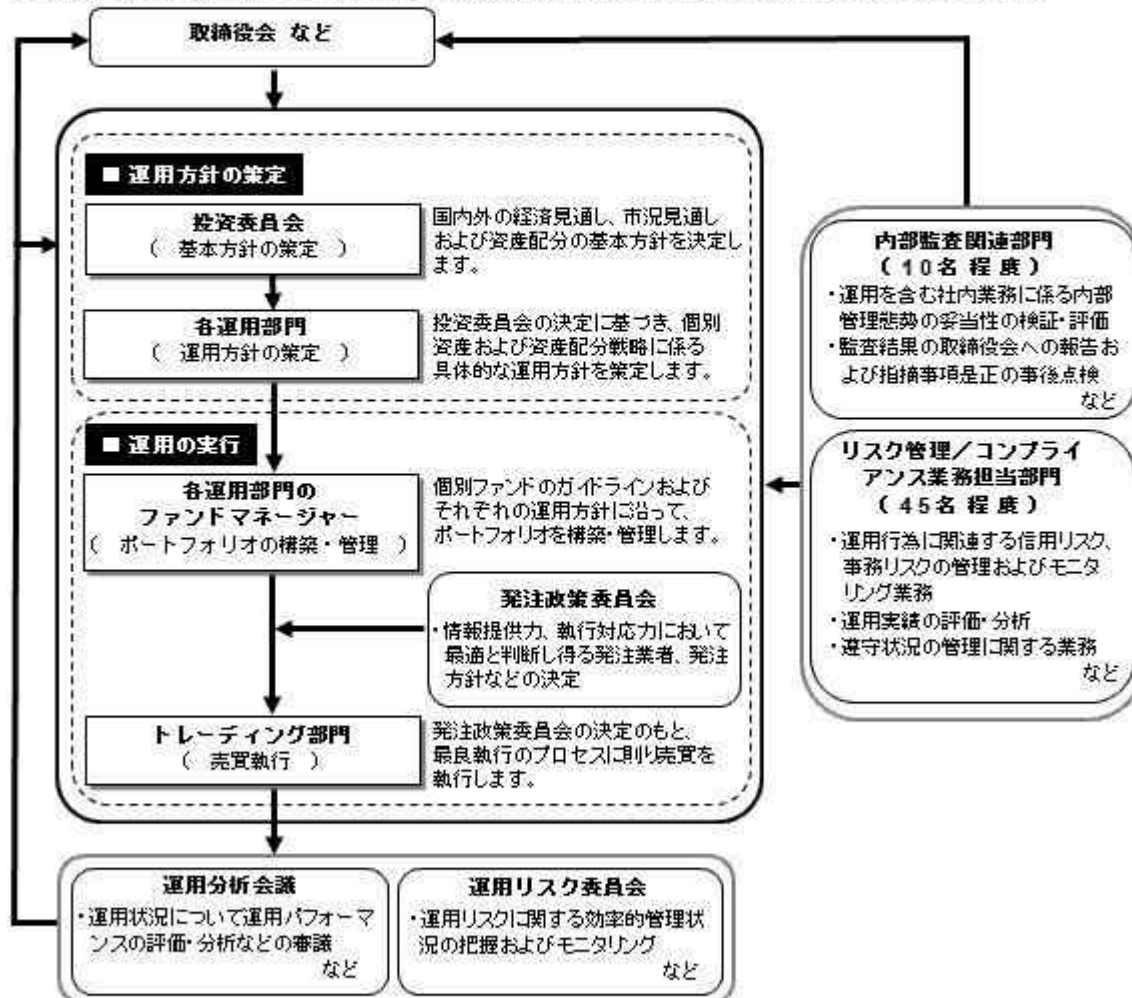 取締役会 など
■ 運用方針の策定
投資委員会
( 基本方針の策定 )
国内外の経済見通し、市況見通し
および資産配分の基本方針を決定し
ます。
各運用部門
( 運用方針の策定 )
投資委員会の決定に基づき、個別
資産および資産配分戦略に係る
具体的な運用方針を策定します。
■ 運用の実行
各運用部門の
ファンドマネージャー
( ポートフォリオの構築・管理 )
個別ファンドのガイドラインおよび
それぞれの運用方針に沿って、
ポートフォリオを構築・管理します。
発注政策委員会
・情報提供力、執行対応力において
最適と判断し得る発注業者、発注
方針などの決定
トレーディング部門
( 売買執行 )
発注政策委員会の決定のもと、
最良執行のプロセスに則り売買を
執行します。
内部監査関連部門
( 10名 程 度 )
・運用を含む社内業務に係る内部
管理態勢の妥当性の検証・評価
・監査結果の取締役会への報告お
よび指摘事項是正の事後点検
など
リスク管理/コンプライ
アンス業務担当部門
( 45名 程 度 )
・運用行為に関連する信用リスク、
事務リスクの管理およびモニタ
リング業務
・運用実績の評価・分析
・遵守状況の管理に関する業務
など
運用分析会議
・運用状況について運用パフォーマ
ンスの評価・分析などの審議
など
運用リスク委員会
・運用リスクに関する効率的管理状
況の把握およびモニタリング
など